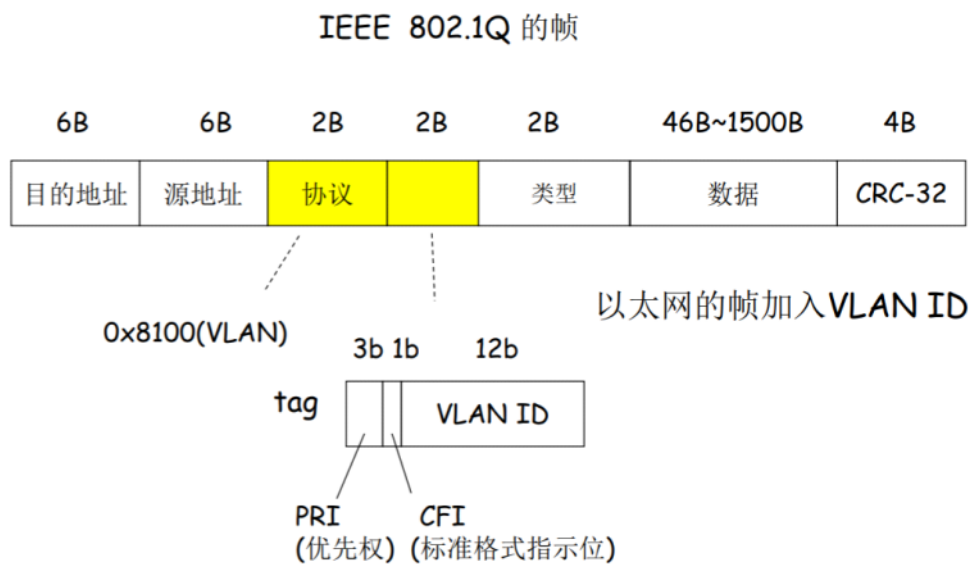 IEEE 802.1Q 的帧
6B 6B 2B 2B 2B 46B~1500B 4B
目的地址 源地址 协议 类型 数据 CRC-32
以太网的帧加入VLAN ID
0x8100(VLAN)
3b 1b 12b
tag VLAN ID
PRI CFI
(优先权) (标准格式指示位)